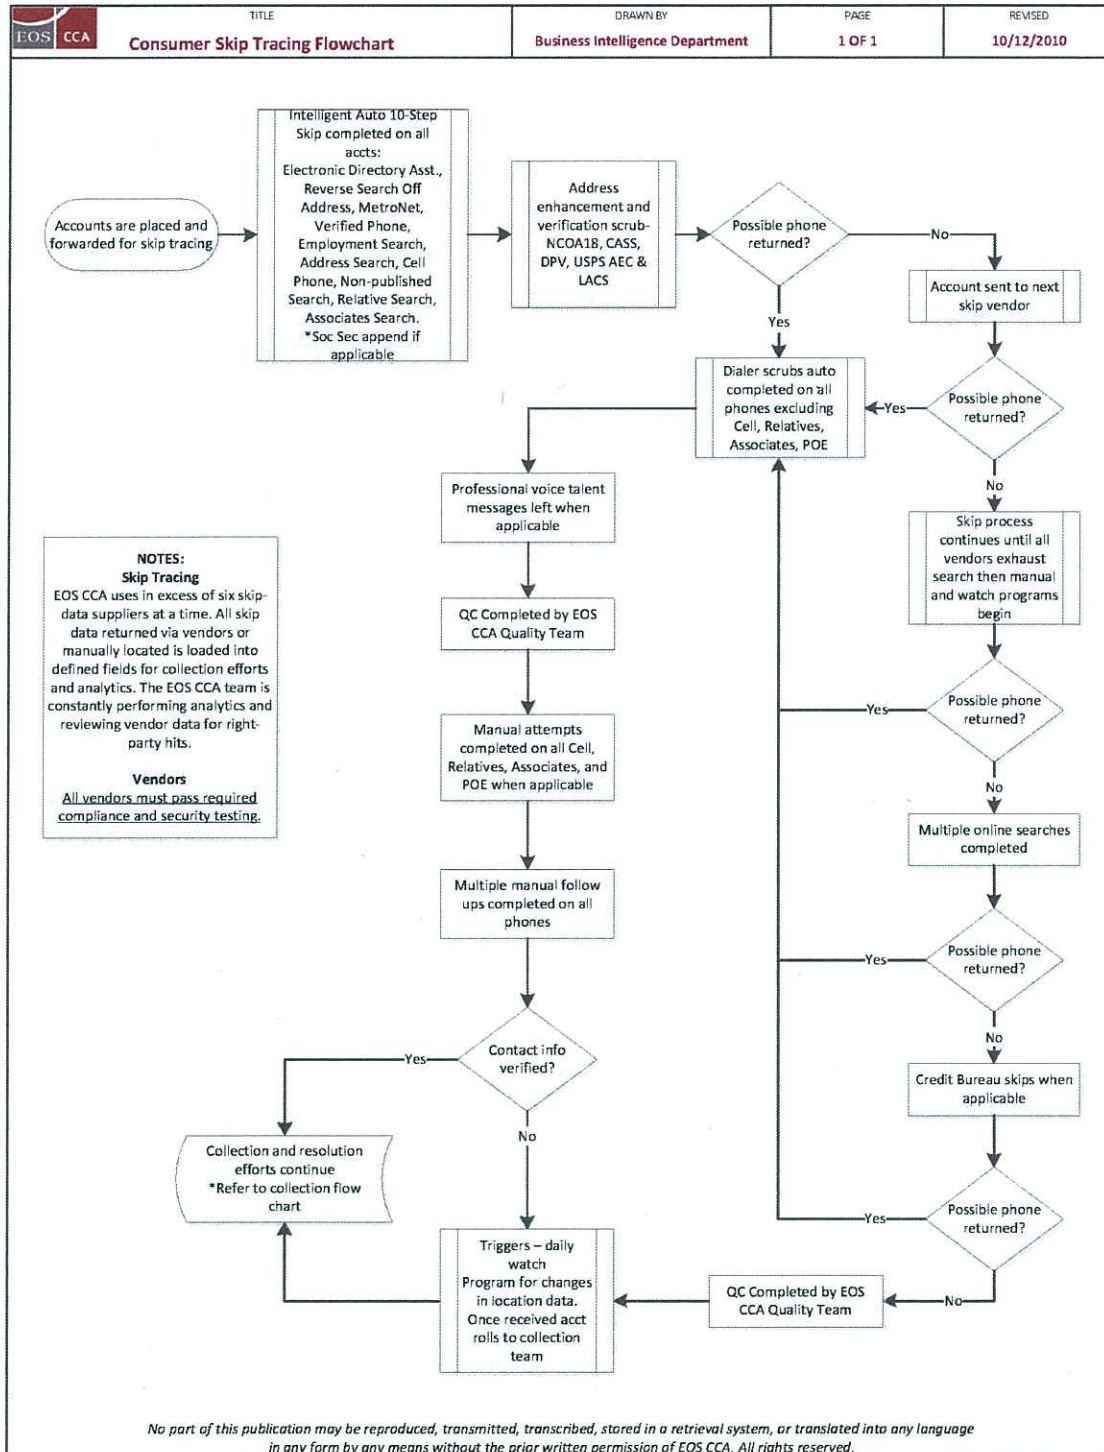 EOS CCA
TITLE
Consumer Skip Tracing Flowchart
DRAWN BY
Business Intelligence Department
PAGE
1 OF 1
REVISED
10/12/2010
Accounts are placed and
forwarded for skip tracing
Intelligent Auto 10-Step
Skip completed on all
accts:
Electronic Directory Asst.,
Reverse Search Off
Address, MetroNet,
Verified Phone,
Employment Search,
Address Search, Cell
Phone, Non-published
Search, Relative Search,
Associates Search.
*Soc Sec append if
applicable
Address
enhancement and
verification scrub-
NCOA18, CASS,
DPV, USPS AEC &
LACS
Possible phone
returned?
No
Yes
Account sent to next
skip vendor
Possible phone
returned?
Yes
No
Dialer scrubs auto
completed on all
phones excluding
Cell, Relatives,
Associates, POE
Skip process
continues until all
vendors exhaust
search then manual
and watch programs
begin
Possible phone
returned?
Yes
No
Multiple online searches
completed
Possible phone
returned?
Yes
No
Credit Bureau skips when
applicable
Possible phone
returned?
Yes
No
QC Completed by EOS
CCA Quality Team
Professional voice talent
messages left when
applicable
QC Completed by EOS
CCA Quality Team
Manual attempts
completed on all Cell,
Relatives, Associates, and
POE when applicable
Multiple manual follow
ups completed on all
phones
Contact info
verified?
Yes
No
Collection and resolution
efforts continue
*Refer to collection flow
chart
Triggers – daily
watch
Program for changes
in location data.
Once received acct
rolls to collection
team
NOTES:
Skip Tracing
EOS CCA uses in excess of six skip-
data suppliers at a time. All skip
data returned via vendors or
manually located is loaded into
defined fields for collection efforts
and analytics. The EOS CCA team is
constantly performing analytics and
reviewing vendor data for right-
party hits.
Vendors
All vendors must pass required
compliance and security testing.
No part of this publication may be reproduced, transmitted, transcribed, stored in a retrieval system, or translated into any language
in any form by any means without the prior written permission of EOS CCA. All rights reserved.